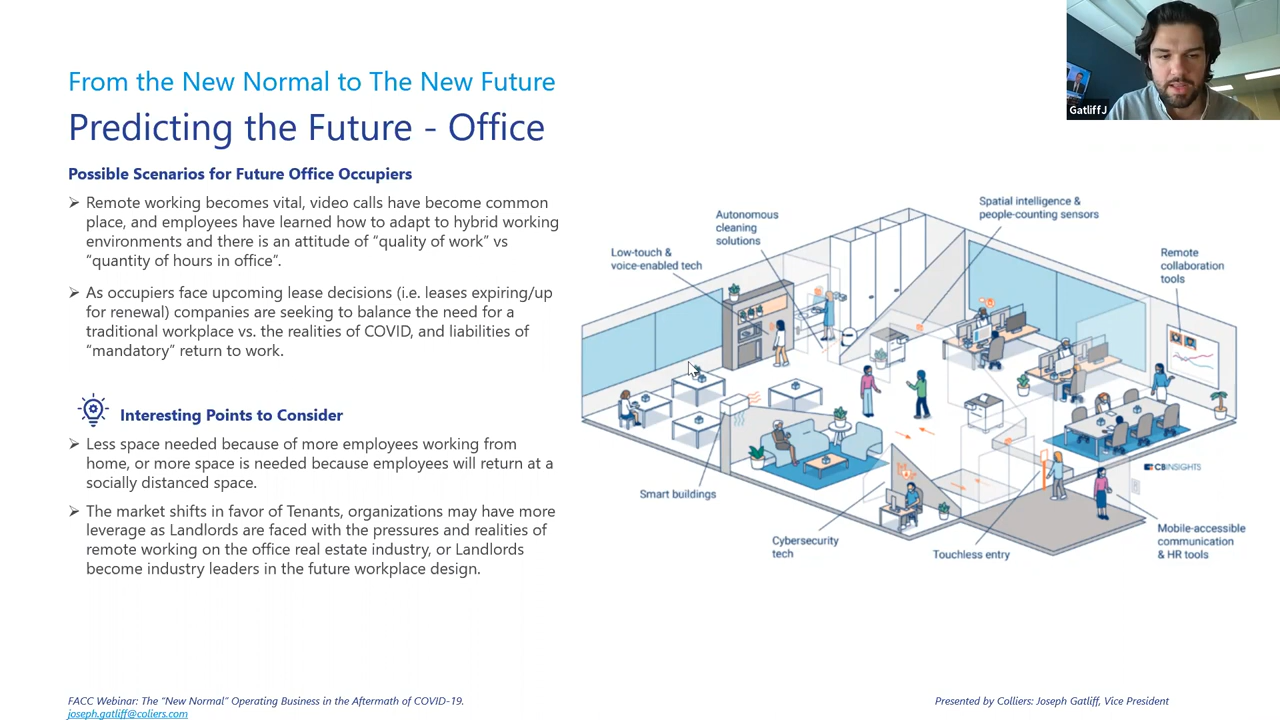 From the New Normal to The New Future
Predicting the Future - Office
Possible Scenarios for Future Office Occupiers
Remote working becomes vital, video calls have become common
place, and employees have learned how to adapt to hybrid working
environments and there is an attitude of “quality of work” vs
“quantity of hours in office”.
As occupiers face upcoming lease decisions (i.e. leases expiring/up
for renewal) companies are seeking to balance the need for a
traditional workplace vs. the realities of COVID, and liabilities of
“mandatory” return to work.
Interesting Points to Consider
Less space needed because of more employees working from
home, or more space is needed because employees will return at a
socially distanced space.
The market shifts in favor of Tenants, organizations may have more
leverage as Landlords are faced with the pressures and realities of
remote working on the office real estate industry, or Landlords
become industry leaders in the future workplace design.
GatliffJ
Spatial intelligence &
people-counting sensors
Autonomous
cleaning
solutions
Low-touch &
voice-enabled tech
Remote
collaboration
tools
CBINSIGHTS
Smart buildings
Cybersecurity
tech
Touchless entry
Mobile-accessible
communication
& HR tools
FACC Webinar: The “New Normal” Operating Business in the Aftermath of COVID-19.
joseph.gatliff@coliers.com
Presented by Colliers: Joseph Gatliff, Vice President